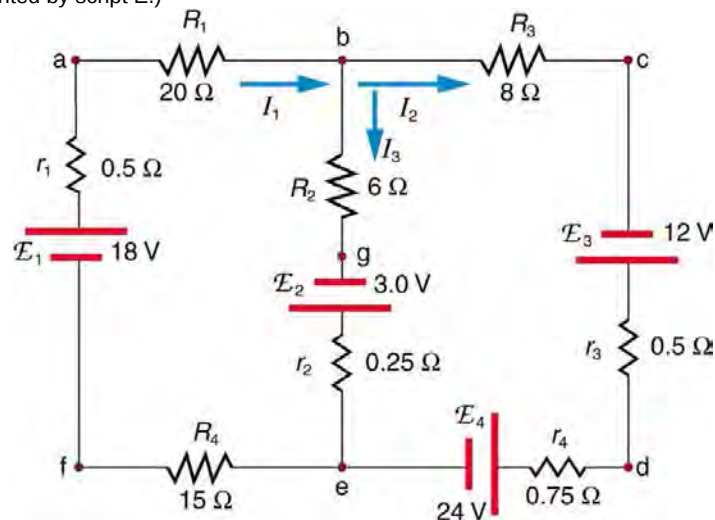 nted by script E.)
R₁
b
R₃
a
c
20 Ω
I₁
I₂
8 Ω
I₃
r₁
0.5 Ω
R₂
6 Ω
ℰ₁
18 V
g
ℰ₂
3.0 V
ℰ₃
12 V
r₂
0.25 Ω
r₃
0.5 Ω
R₄
ℰ₄
r₄
f
e
d
15 Ω
24 V
0.75 Ω